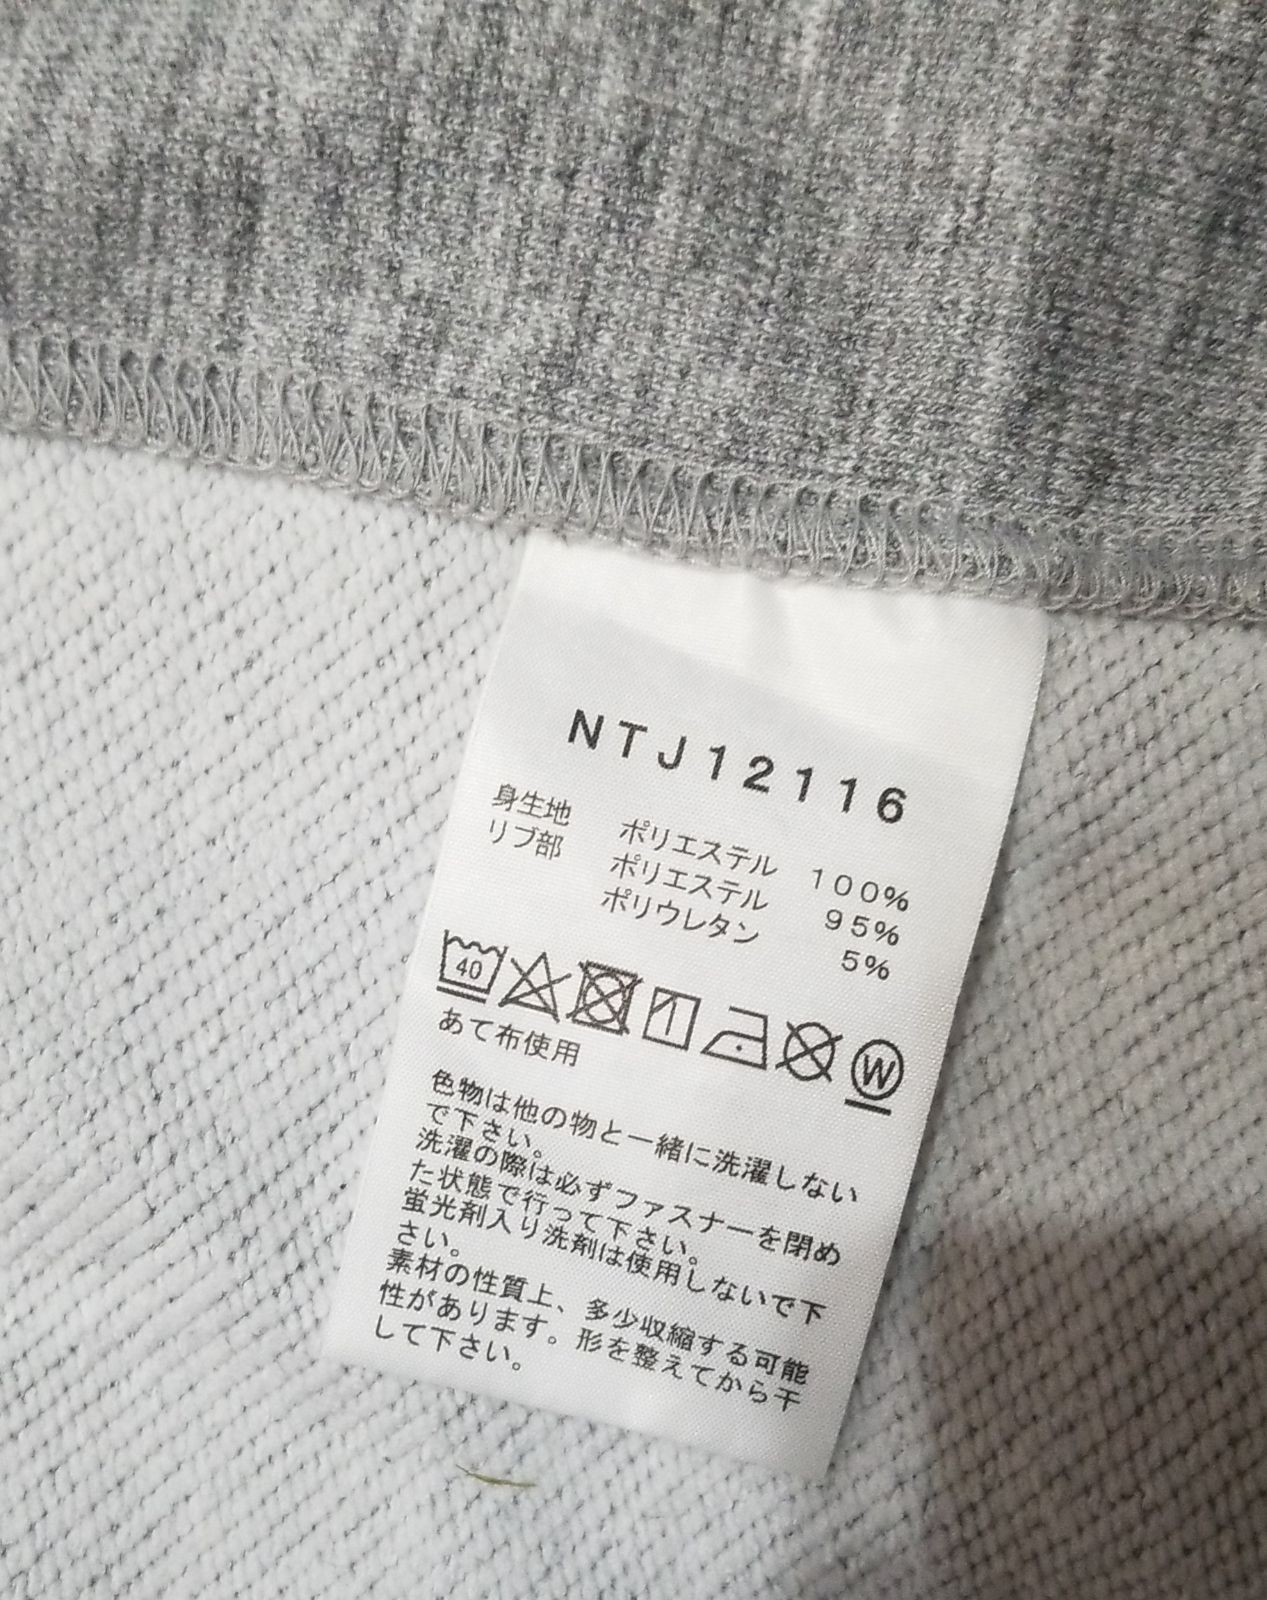 NTJ12116
身生地 ポリエステル 100%
リブ部 ポリエステル 95%
ポリウレタン 5%
40 W
あて布使用
色物は他の物と一緒に洗濯しない
で下さい。
洗濯の際は必ずファスナーを閉め
た状態で行って下さい。
蛍光剤入り洗剤は使用しないで下
さい。
素材の性質上、多少収縮する可能
性があります。形を整えてから干
して下さい。